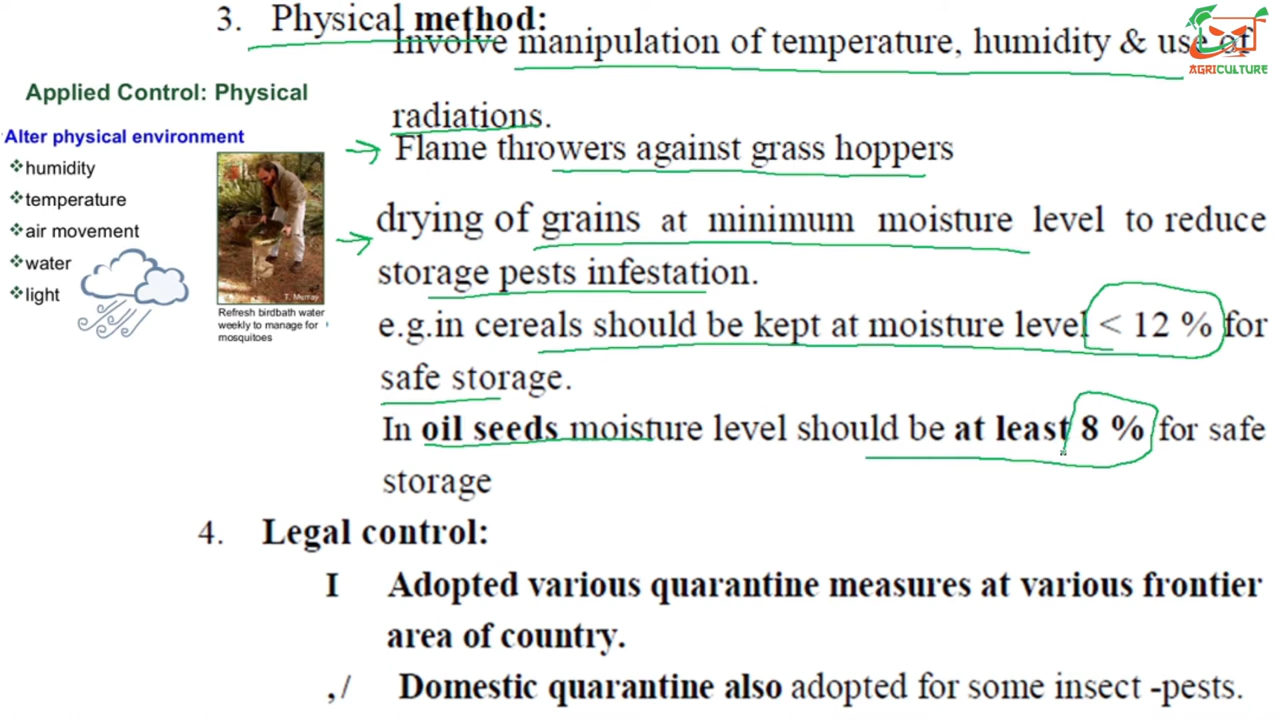 3. Physical method:
Involve manipulation of temperature, humidity & use of
radiations.
Flame throwers against grass hoppers
drying of grains at minimum moisture level to reduce
storage pests infestation.
e.g.in cereals should be kept at moisture level < 12 % for
safe storage.
In oil seeds moisture level should be at least 8 % for safe
storage
4. Legal control:
I Adopted various quarantine measures at various frontier
area of country.
, / Domestic quarantine also adopted for some insect -pests.
Applied Control: Physical
Alter physical environment
❖humidity
❖temperature
❖air movement
❖water
❖light
T. Murray
Refresh birdbath water
weekly to manage for
mosquitoes
AGRICULTURE